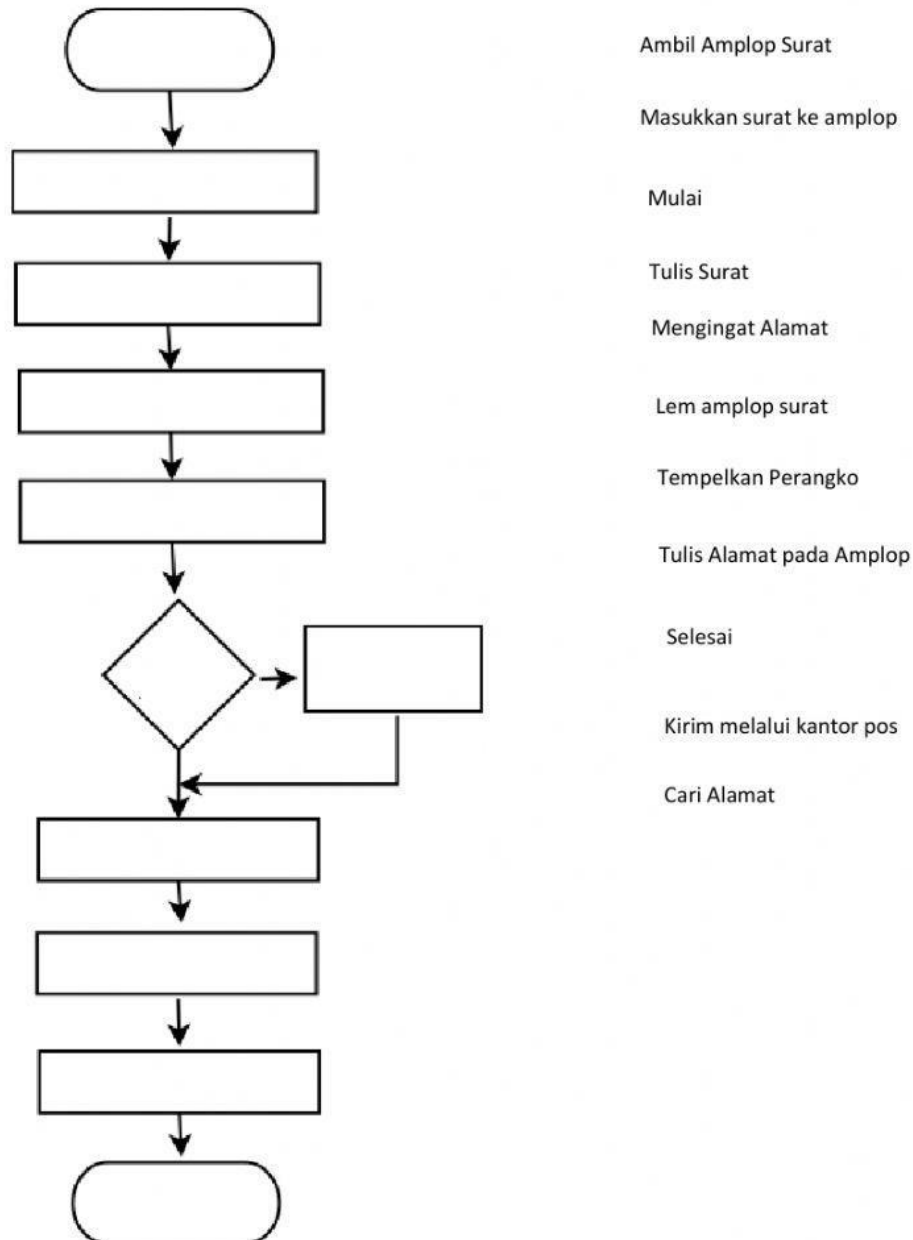 Ambil Amplop Surat
Masukkan surat ke amplop
Mulai
Tulis Surat
Mengingat Alamat
Lem amplop surat
Tempelkan Perangko
Tulis Alamat pada Amplop
Selesai
Kirim melalui kantor pos
Cari Alamat